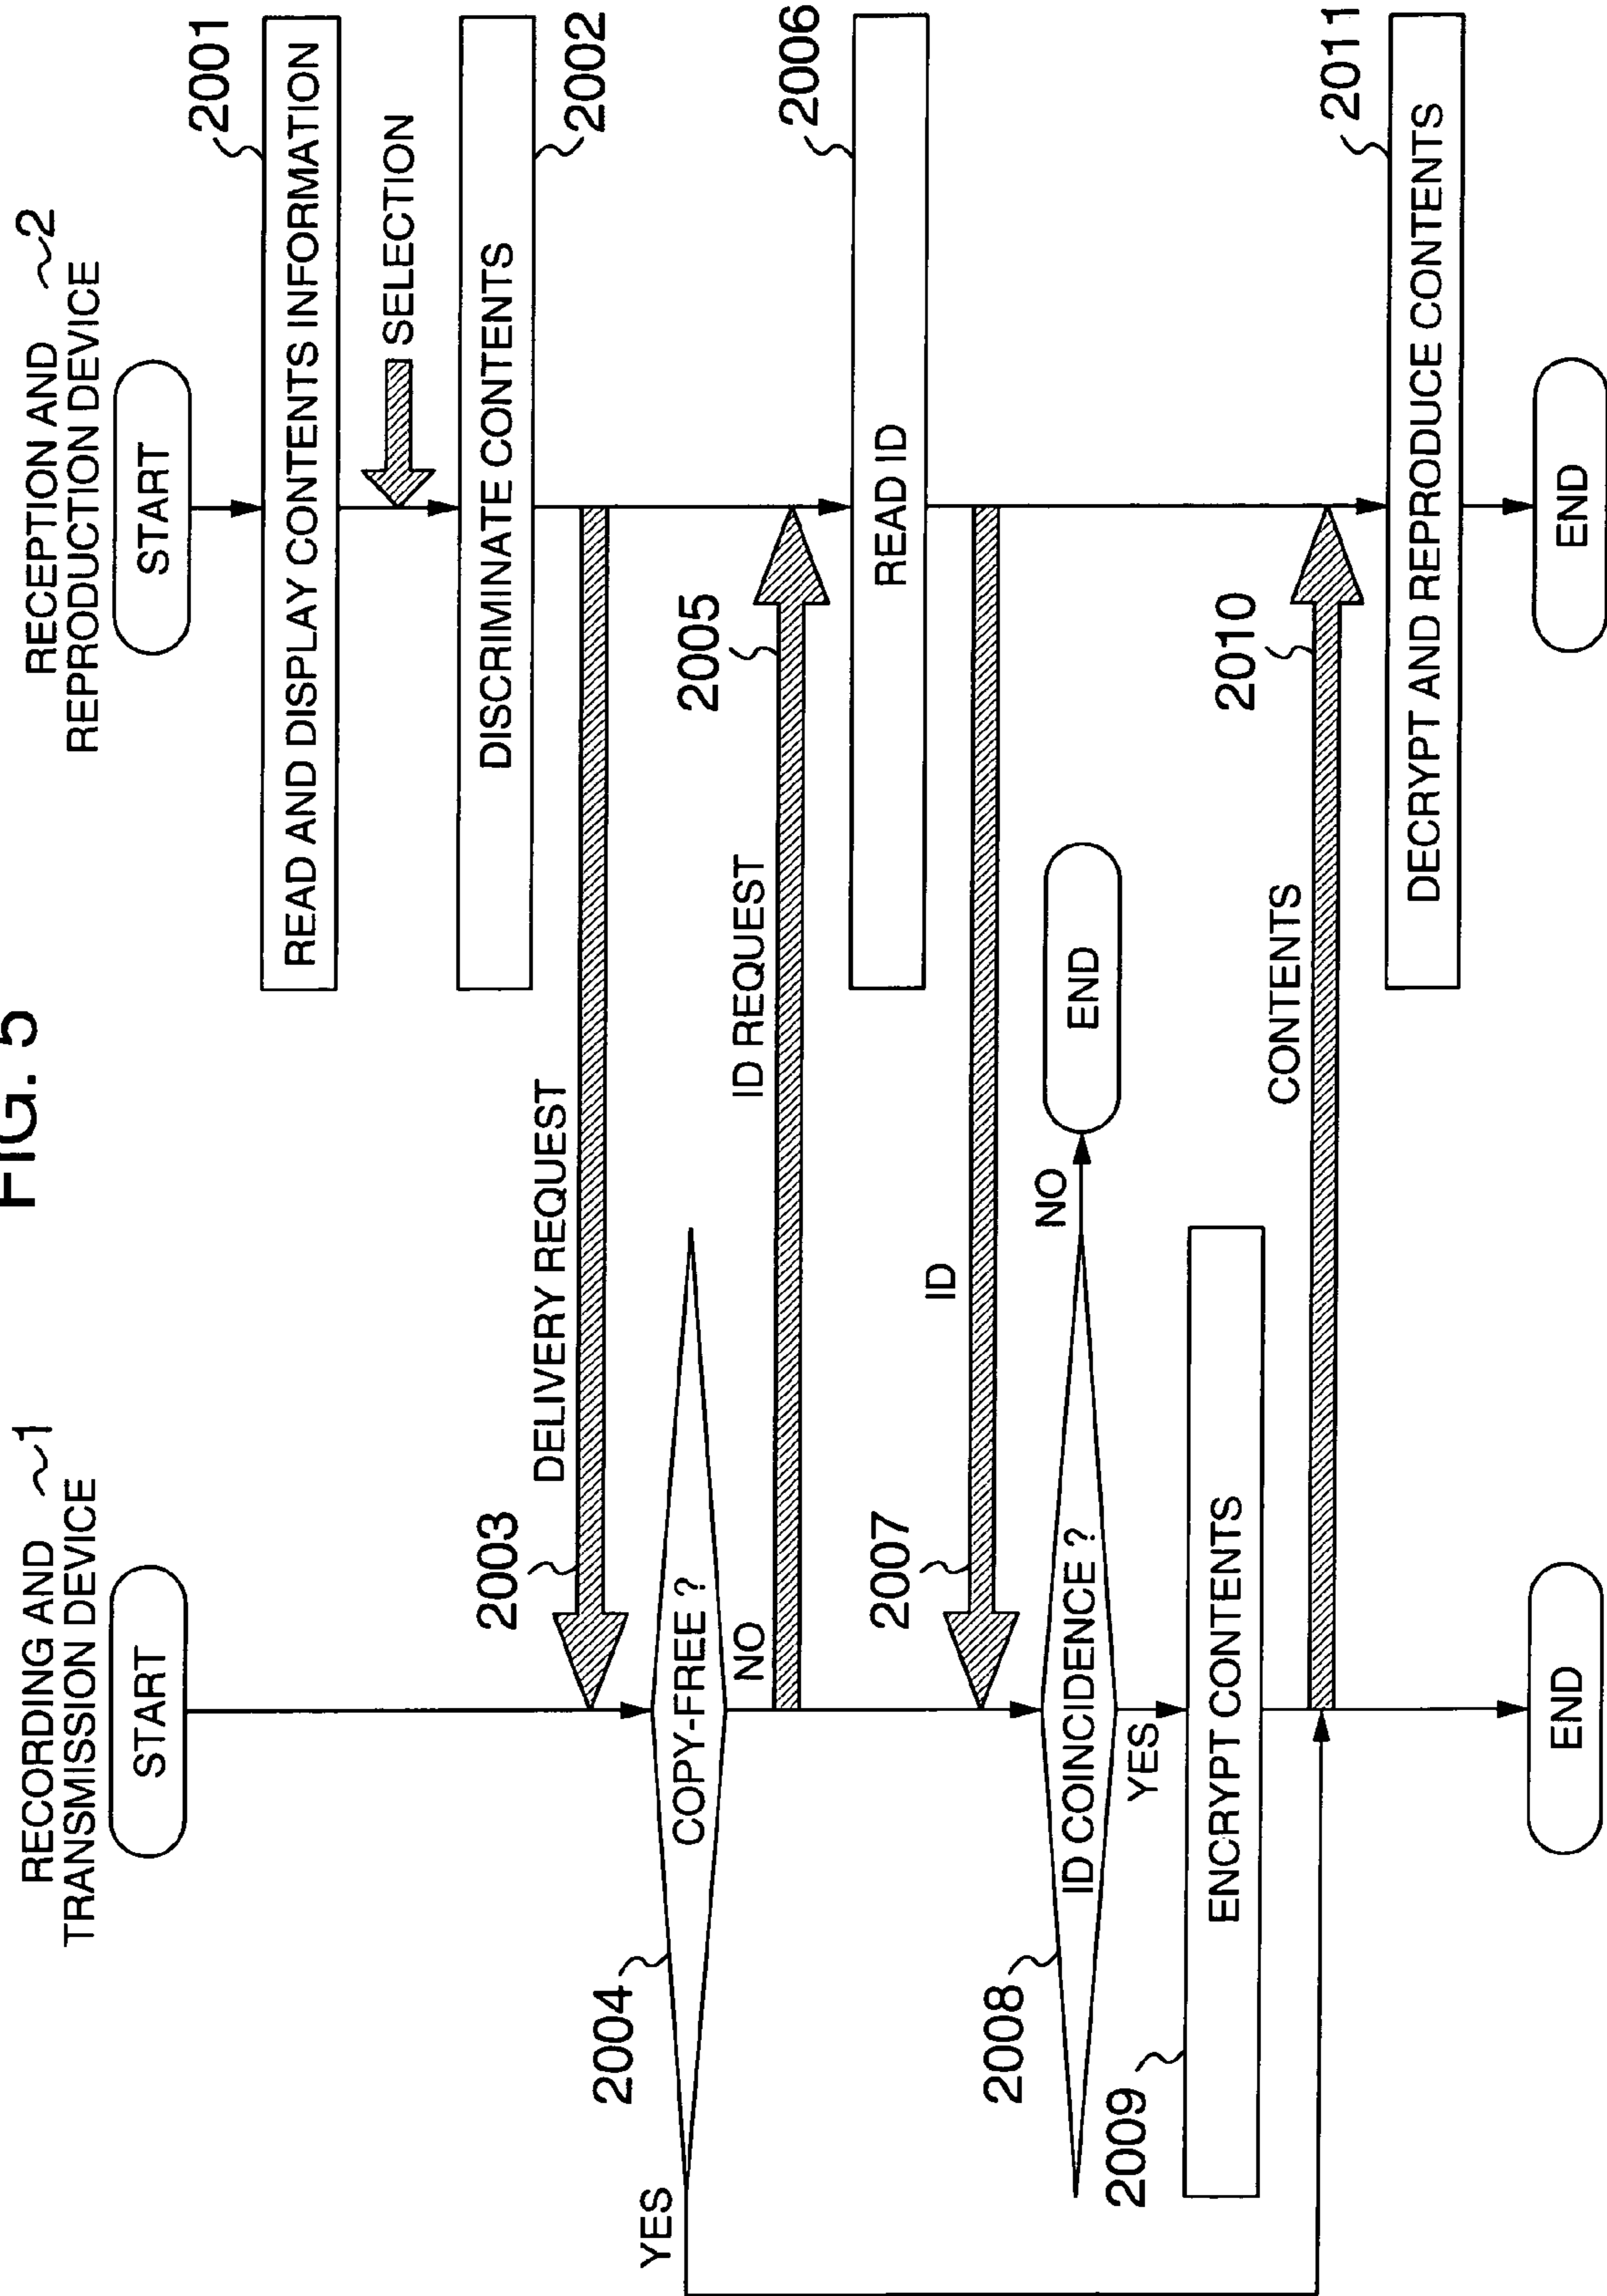 FIG. 5
RECORDING AND
TRANSMISSION DEVICE
~1
RECEPTION AND
REPRODUCTION DEVICE
~2
START
START
2001
READ AND DISPLAY CONTENTS INFORMATION
SELECTION
DISCRIMINATE CONTENTS
2002
2003
DELIVERY REQUEST
2004
COPY-FREE ?
YES
NO
ID REQUEST
2005
2006
READ ID
2007
ID
2008
ID COINCIDENCE ?
NO
END
YES
2009
ENCRYPT CONTENTS
CONTENTS
2010
2011
DECRYPT AND REPRODUCE CONTENTS
END
END